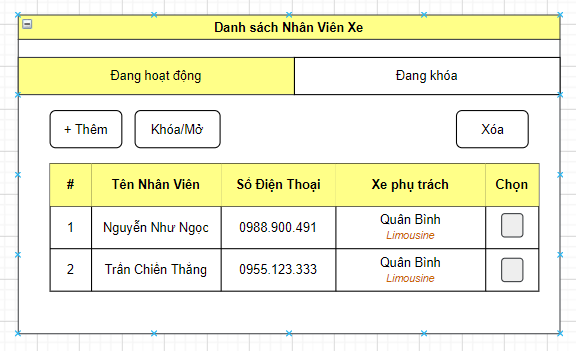 Danh sách Nhân Viên Xe
Đang hoạt động
Đang khóa
+ Thêm
Khóa/Mở
Xóa
#
Tên Nhân Viên
Số Điện Thoại
Xe phụ trách
Chọn
1
Nguyễn Như Ngọc
0988.900.491
Quân Bình
Limousine
2
Trần Chiến Thắng
0955.123.333
Quân Bình
Limousine